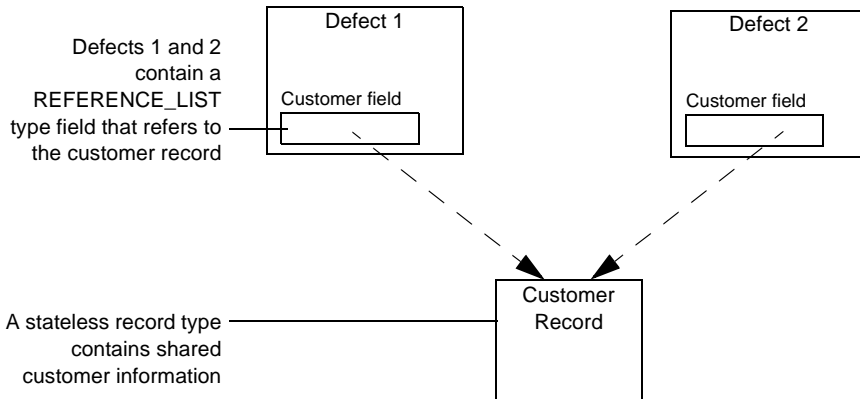 Defect 1
Defect 2
Defects 1 and 2
contain a
REFERENCE_LIST
type field that refers to
the customer record
Customer field
Customer field
Customer
Record
A stateless record type
contains shared
customer information